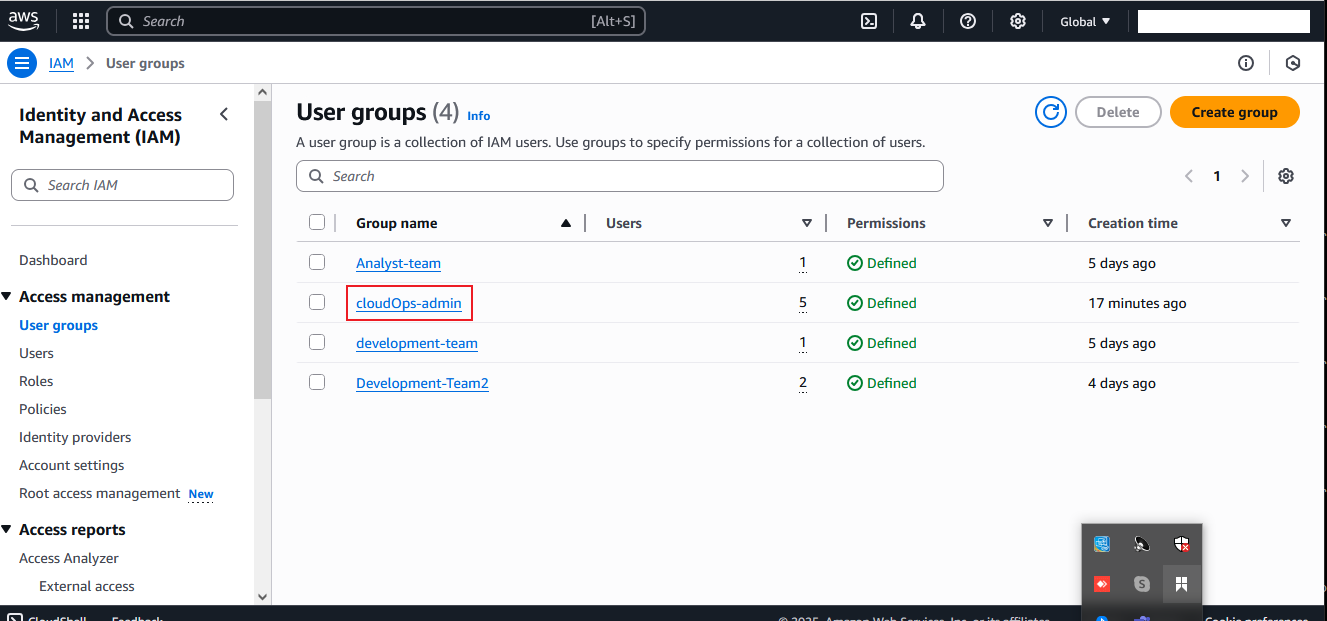 aws Search [Alt+S] Global
IAM > User groups
Identity and Access
Management (IAM)
Search IAM
Dashboard
Access management
User groups
Users
Roles
Policies
Identity providers
Account settings
Root access management New
Access reports
Access Analyzer
External access
User groups (4) Info
Delete
Create group
A user group is a collection of IAM users. Use groups to specify permissions for a collection of users.
Search
1
Group name Users Permissions Creation time
Analyst-team 1 Defined 5 days ago
cloudOps-admin 5 Defined 17 minutes ago
development-team 1 Defined 5 days ago
Development-Team2 2 Defined 4 days ago
S
CloudShell Feedback © 2025, Amazon Web Services, Inc. or its affiliates. Cookie preferences